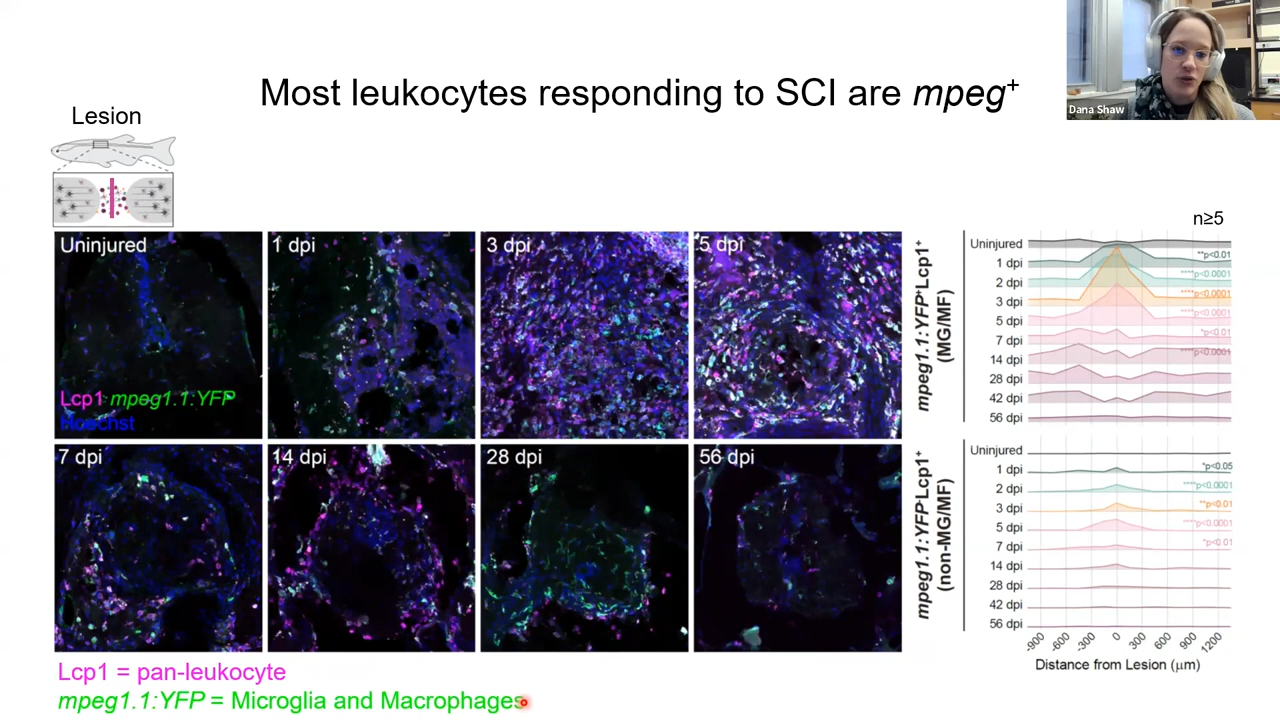 Most leukocytes responding to SCI are mpeg+
Dana Shaw
Lesion
n≥5
Uninjured
1 dpi
3 dpi
5 dpi
Lcp1 mpeg1.1:YFP
Hoechst
7 dpi
14 dpi
28 dpi
56 dpi
mpeg1.1:YFP+Lcp1+
(MG/MF)
Uninjured
1 dpi
2 dpi
3 dpi
5 dpi
7 dpi
14 dpi
28 dpi
42 dpi
56 dpi
**p<0.01
****p<0.0001
****p<0.0001
****p<0.0001
*p<0.01
****p<0.0001
(non-MG/MF)
Uninjured
1 dpi
2 dpi
3 dpi
5 dpi
7 dpi
14 dpi
28 dpi
42 dpi
56 dpi
*p<0.05
****p<0.0001
**p<0.01
****p<0.0001
*p<0.01
-900 -600 -300 0 300 600 900 1200
Distance from Lesion (μm)
Lcp1 = pan-leukocyte
mpeg1.1:YFP = Microglia and Macrophages